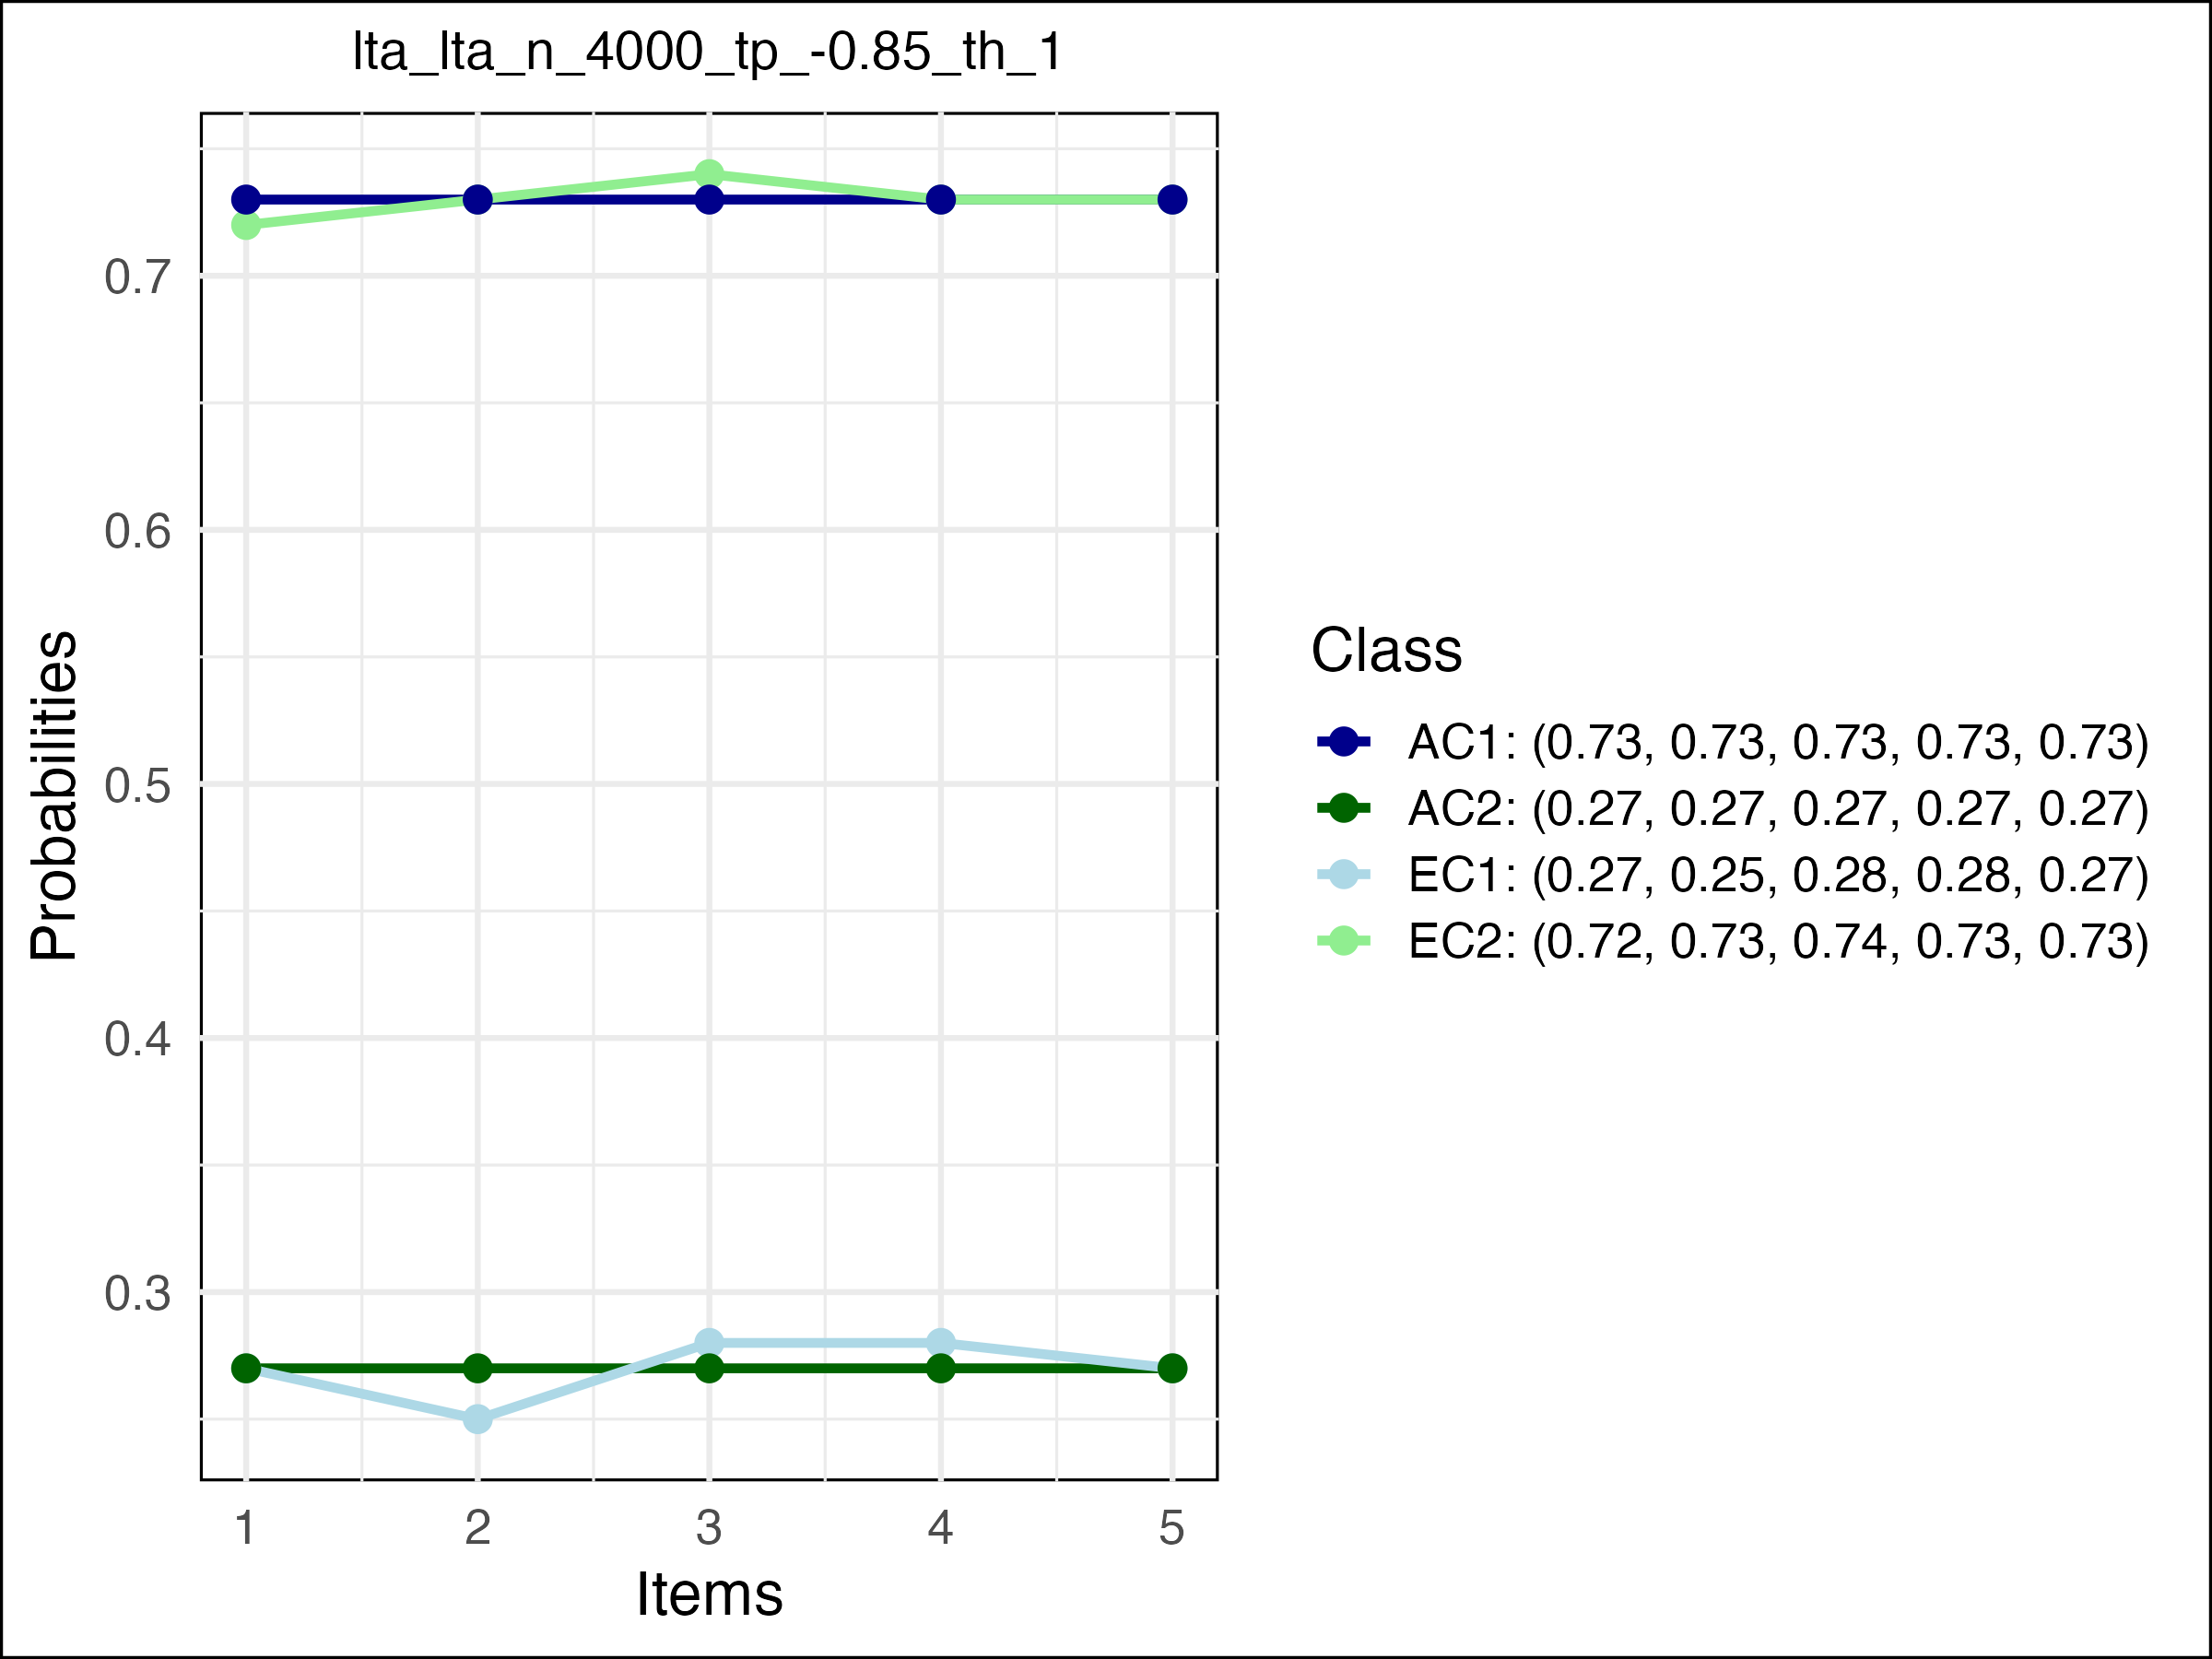 lta_lta_n_4000_tp_-0.85_th_1
Probabilities
0.7
0.6
0.5
0.4
0.3
1 2 3 4 5
Items
Class
AC1: (0.73, 0.73, 0.73, 0.73, 0.73)
AC2: (0.27, 0.27, 0.27, 0.27, 0.27)
EC1: (0.27, 0.25, 0.28, 0.28, 0.27)
EC2: (0.72, 0.73, 0.74, 0.73, 0.73)